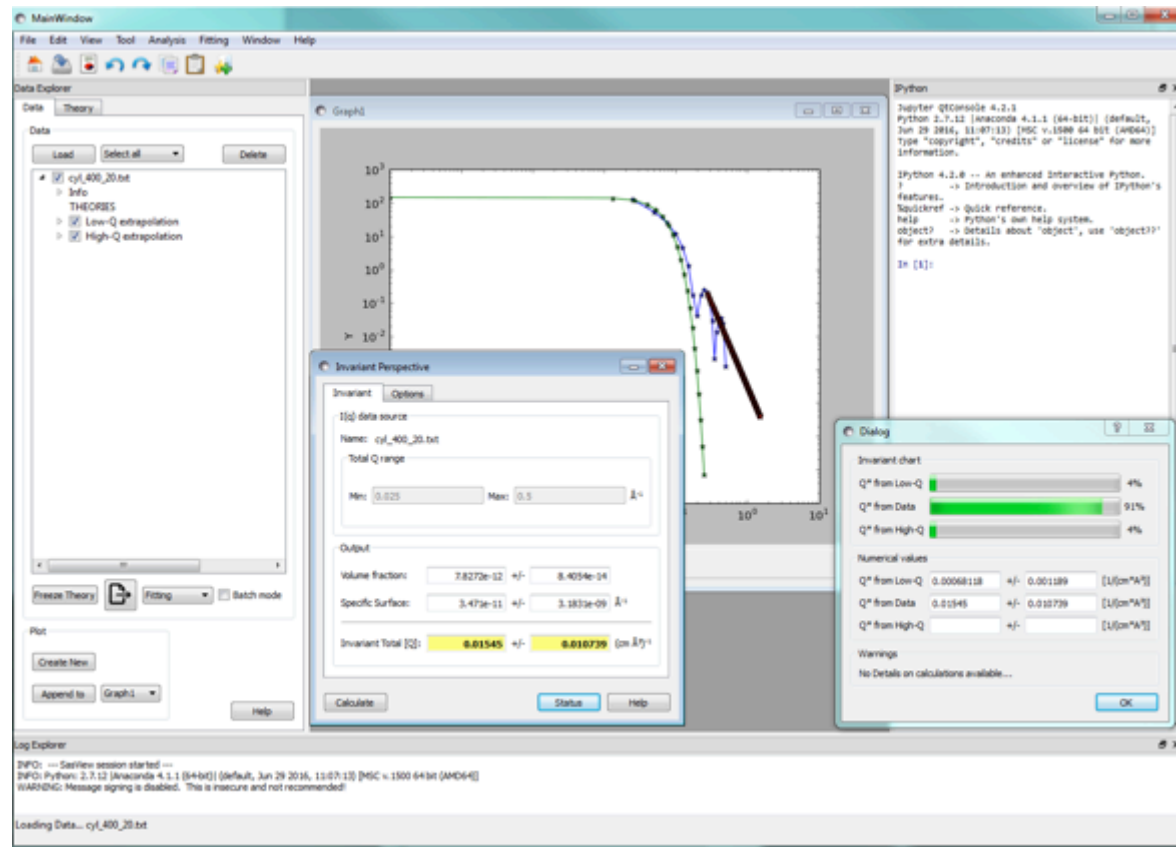 MainWindow
File Edit View Tool Analysis Fitting Window Help
Data Explorer
Data Theory
Data
Load Select all Delete
cyl_400_20.txt
Info
THEORIES
Low-Q extrapolation
High-Q extrapolation
Freeze Theory Fitting Batch mode
Plot
Create New
Append to Graph1
Help
Graph1
10³
10²
10¹
10⁰
10⁻¹
10⁻²
Y
10⁰ 10¹
Invariant Perspective
Invariant Options
I(q) data source
Name: cyl_400_20.txt
Total Q range
Min: 0.025 Max: 0.5 Å⁻¹
Output
Volume fraction: 7.8272e-12 +/- 8.4054e-14
Specific Surface: 3.471e-11 +/- 3.1831e-09 Å⁻¹
Invariant Total [Q]: 0.01545 +/- 0.010739 (cm Å³)⁻¹
Calculate Status Help
IPython
Jupyter QtConsole 4.2.1
Python 2.7.12 |Anaconda 4.1.1 (64-bit)| (default,
Jun 29 2016, 11:07:13) [MSC v.1500 64 bit (AMD64)]
Type "copyright", "credits" or "license" for more
information.
IPython 4.2.0 -- An enhanced Interactive Python.
? -> Introduction and overview of IPython's
features.
%quickref -> Quick reference.
help -> Python's own help system.
object? -> Details about 'object', use 'object??'
for extra details.
In [1]:
Dialog
Invariant chart
Q* from Low-Q 4%
Q* from Data 91%
Q* from High-Q 4%
Numerical values
Q* from Low-Q 0.00068118 +/- 0.001189 [1/(cm*A³)]
Q* from Data 0.01545 +/- 0.010739 [1/(cm*A³)]
Q* from High-Q +/- [1/(cm*A³)]
Warnings
No Details on calculations available...
OK
Log Explorer
INFO: --- SasView session started ---
INFO: Python: 2.7.12 |Anaconda 4.1.1 (64-bit)| (default, Jun 29 2016, 11:07:13) [MSC v.1500 64 bit (AMD64)]
WARNING: Message signing is disabled. This is insecure and not recommended!
Loading Data... cyl_400_20.txt